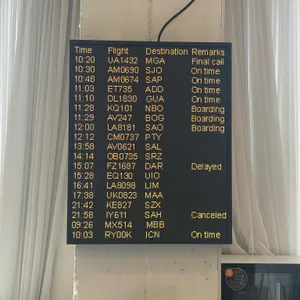 Time Flight Destination Remarks
10:20 UA1432 MGA Final call
10:30 AM0690 SJO On time
10:48 AM0674 SAP On time
11:03 ET735 ADD On time
11:10 DL1830 GUA On time
11:28 KQ101 NBO Boarding
11:29 AV247 BOG Boarding
12:00 LA8181 SAO Boarding
12:12 CM0737 PTY
13:58 AV0621 SAL
14:14 OB0735 SRZ
15:07 FZ1687 DAR Delayed
15:28 EQ130 UIO
16:41 LA8098 LIM
17:38 UK0823 MAA
21:42 KE827 SZX
21:58 IY611 SAH Canceled
09:26 MX514 MBB
10:03 RY00K ICN On time